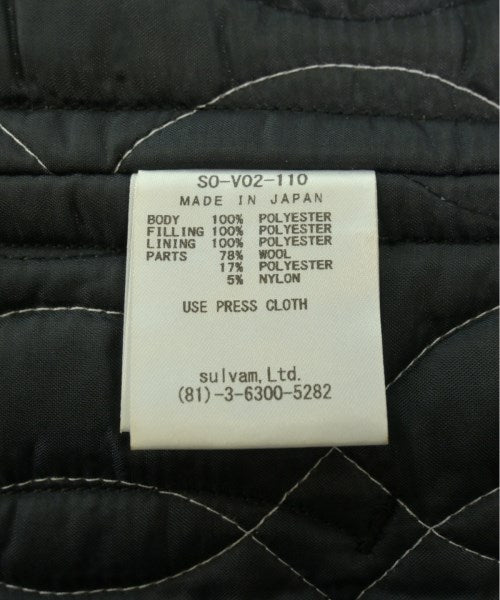 SO-V02-110
MADE IN JAPAN
BODY 100% POLYESTER
FILLING 100% POLYESTER
LINING 100% POLYESTER
PARTS 78% WOOL
17% POLYESTER
5% NYLON
USE PRESS CLOTH
sulvam,Ltd.
(81)-3-6300-5282